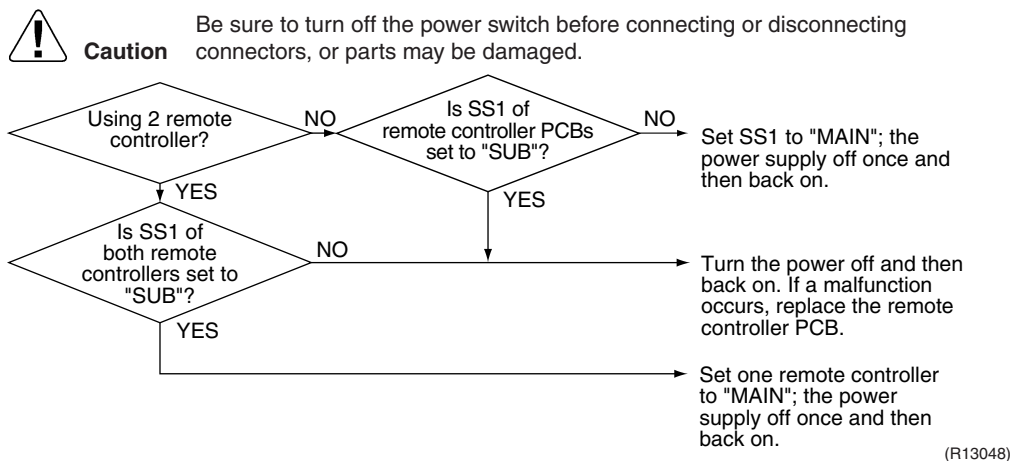 Be sure to turn off the power switch before connecting or disconnecting
Caution connectors, or parts may be damaged.
Using 2 remote
controller?
NO
Is SS1 of
remote controller PCBs
set to "SUB"?
NO
Set SS1 to "MAIN"; the
power supply off once and
then back on.
YES
YES
Is SS1 of
both remote
controllers set to
"SUB"?
NO
Turn the power off and then
back on. If a malfunction
occurs, replace the remote
controller PCB.
YES
Set one remote controller
to "MAIN"; the power
supply off once and then
back on.
(R13048)